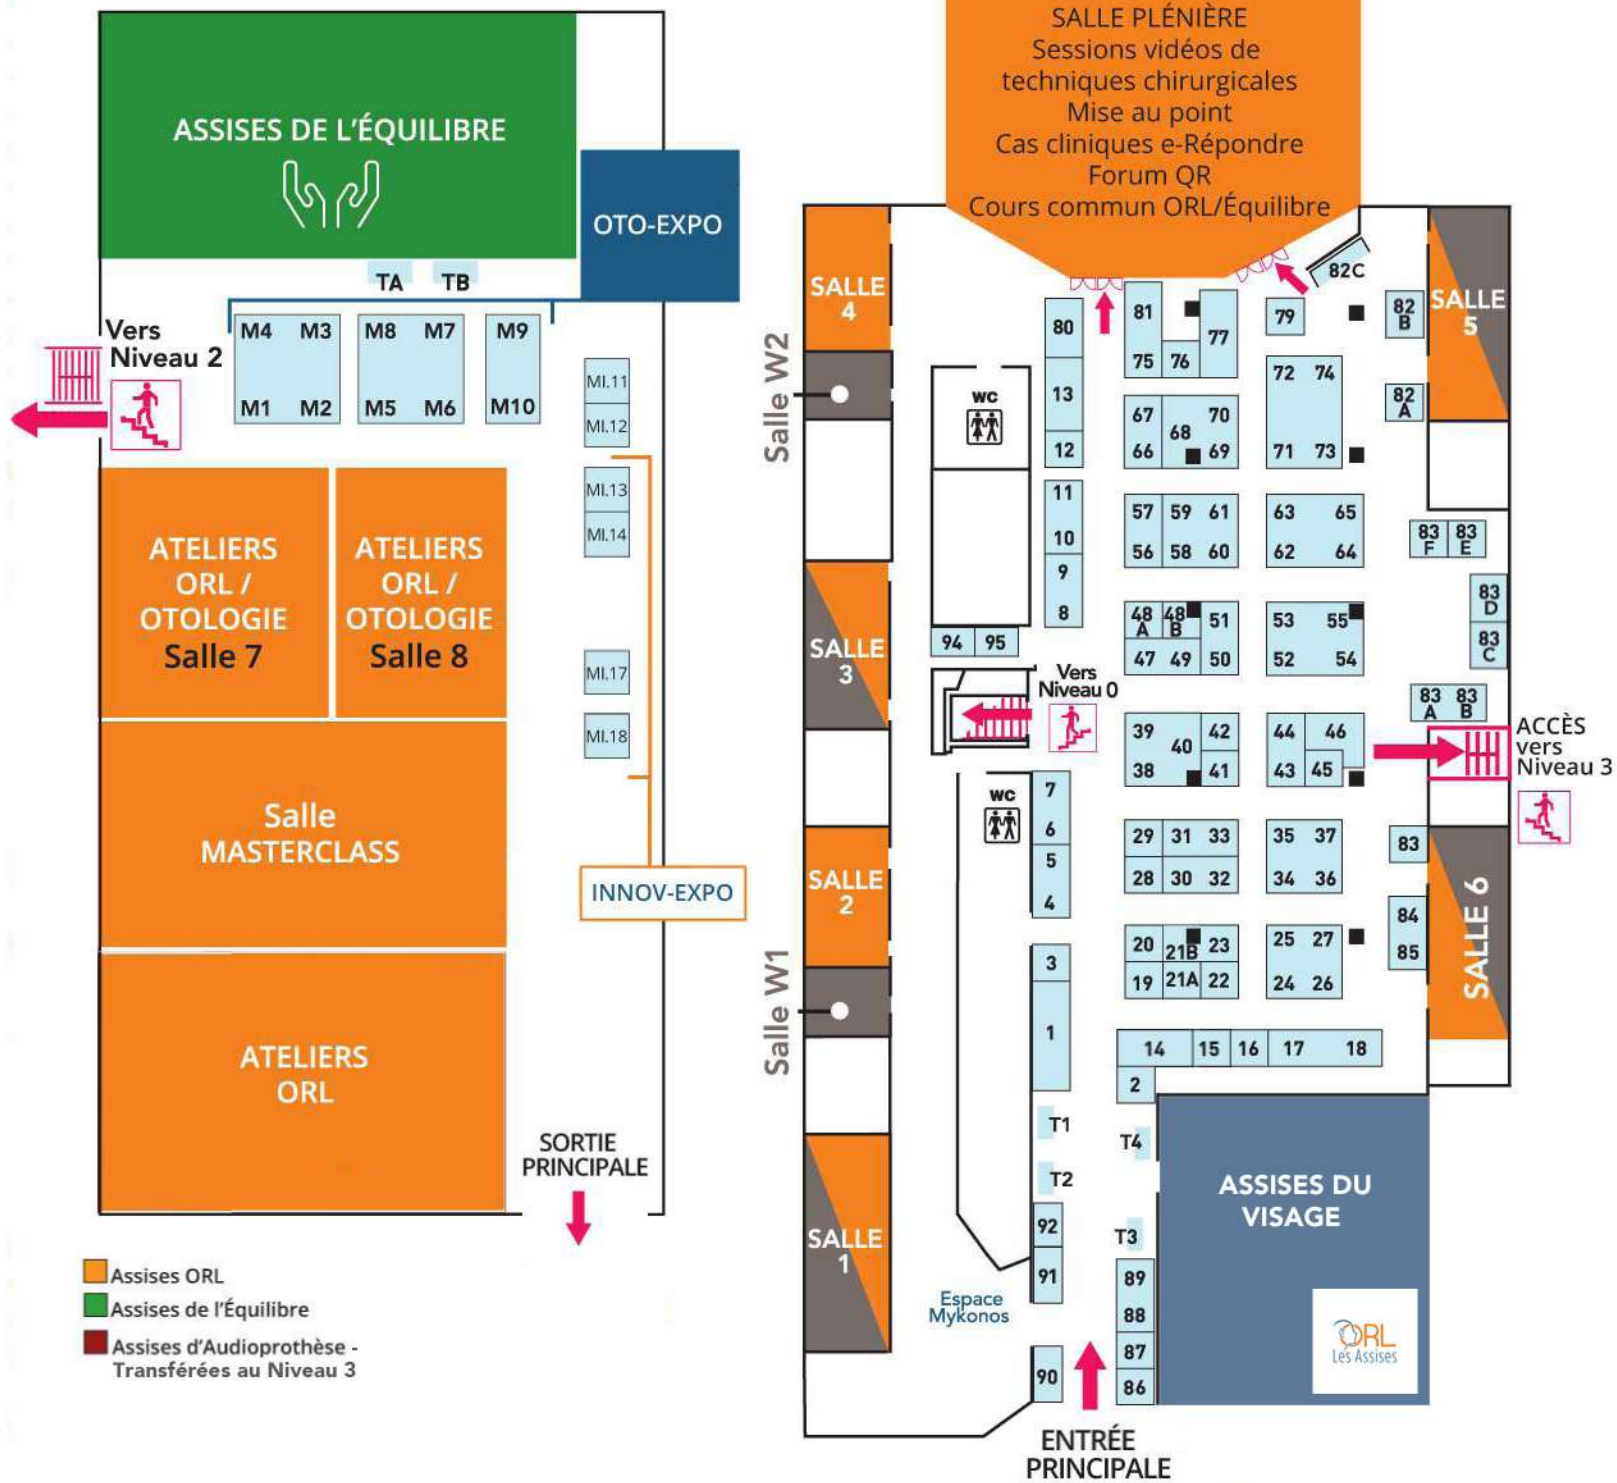 ASSISES DE L'ÉQUILIBRE
OTO-EXPO
TA TB
Vers
Niveau 2
M4 M3 M8 M7 M9
M1 M2 M5 M6 M10
MI.11
MI.12
MI.13
MI.14
MI.17
MI.18
ATELIERS
ORL /
OTOLOGIE
Salle 7
ATELIERS
ORL /
OTOLOGIE
Salle 8
Salle
MASTERCLASS
INNOV-EXPO
ATELIERS
ORL
SORTIE
PRINCIPALE
Assises ORL
Assises de l'Équilibre
Assises d'Audioprothèse -
Transférées au Niveau 3
SALLE PLÉNIÈRE
Sessions vidéos de
techniques chirurgicales
Mise au point
Cas cliniques e-Répondre
Forum QR
Cours commun ORL/Équilibre
SALLE
4
Salle W2
SALLE
3
SALLE
2
Salle W1
SALLE
1
WC
94 95
Vers
Niveau 0
WC
80
13
12
11
10
9
8
7
6
5
4
3
1
T1
T2
92
91
Espace
Mykonos
90
81 77
75 76
79
82C
82
B
82
A
SALLE
5
72 74
71 73
67 68 70
66 69
57 59 61
56 58 60
63 65
62 64
83
F
83
E
83
D
83
C
83
A
83
B
48
A
48
B
51
47 49 50
53 55
52 54
39 40 42
38 41
44 46
43 45
ACCÈS
vers
Niveau 3
29 31 33
28 30 32
35 37
34 36
83
84
85
SALLE 6
20 21B 23
19 21A 22
25 27
24 26
14 15 16 17 18
2
T4
T3
89
88
87
86
ASSISES DU
VISAGE
ORL
Les Assises
ENTRÉE
PRINCIPALE